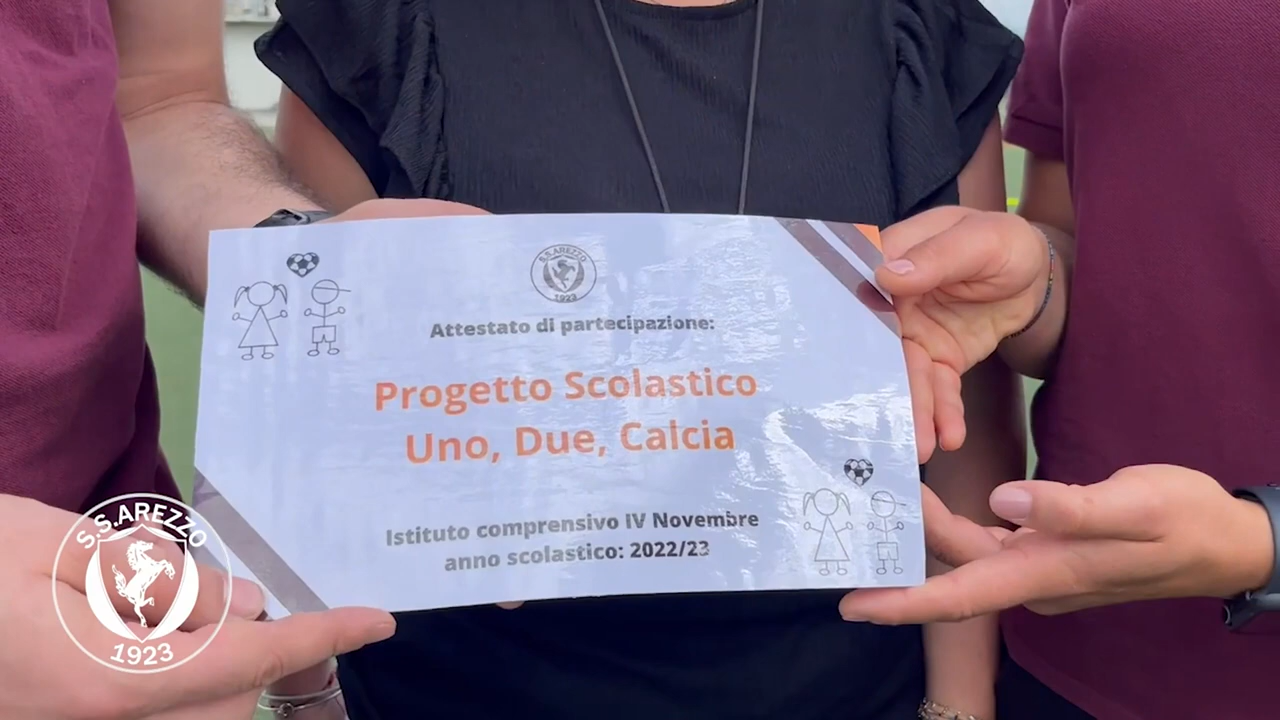 S.S.AREZZO
1923
Attestato di partecipazione:
Progetto Scolastico
Uno, Due, Calcia
Istituto comprensivo IV Novembre
anno scolastico: 2022/23
S.S.AREZZO
1923